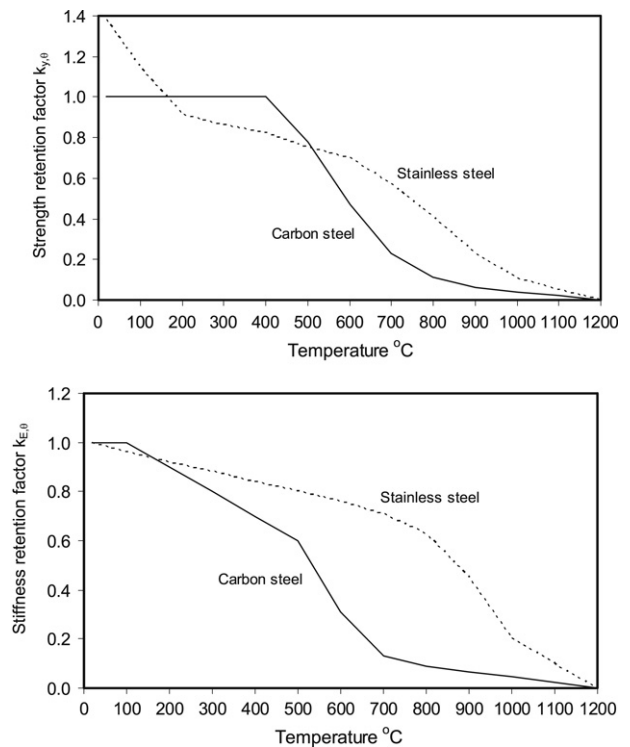 Strength retention factor k y,θ
1.4
1.2
1.0
0.8
0.6
0.4
0.2
0.0
Stainless steel
Carbon steel
0 100 200 300 400 500 600 700 800 900 1000 1100 1200
Temperature °C
Stiffness retention factor k E,θ
1.2
1.0
0.8
0.6
0.4
0.2
0.0
Stainless steel
Carbon steel
0 100 200 300 400 500 600 700 800 900 1000 1100 1200
Temperature °C